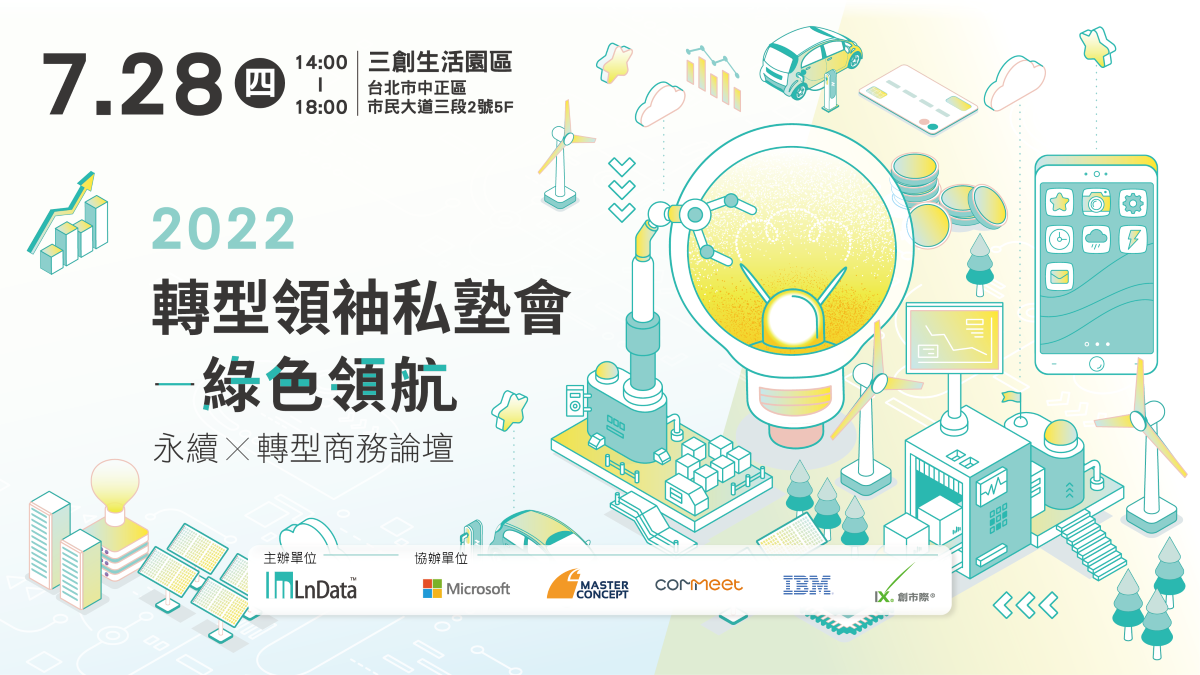 7.28 四
14:00
|
18:00
三創生活園區
台北市中正區
市民大道三段2號5F
2022
轉型領袖私塾會
—綠色領航
永續×轉型商務論壇
主辦單位
LnData™
協辦單位
Microsoft
MASTER
CONCEPT
COMMEET
IBM
IX 創市際®